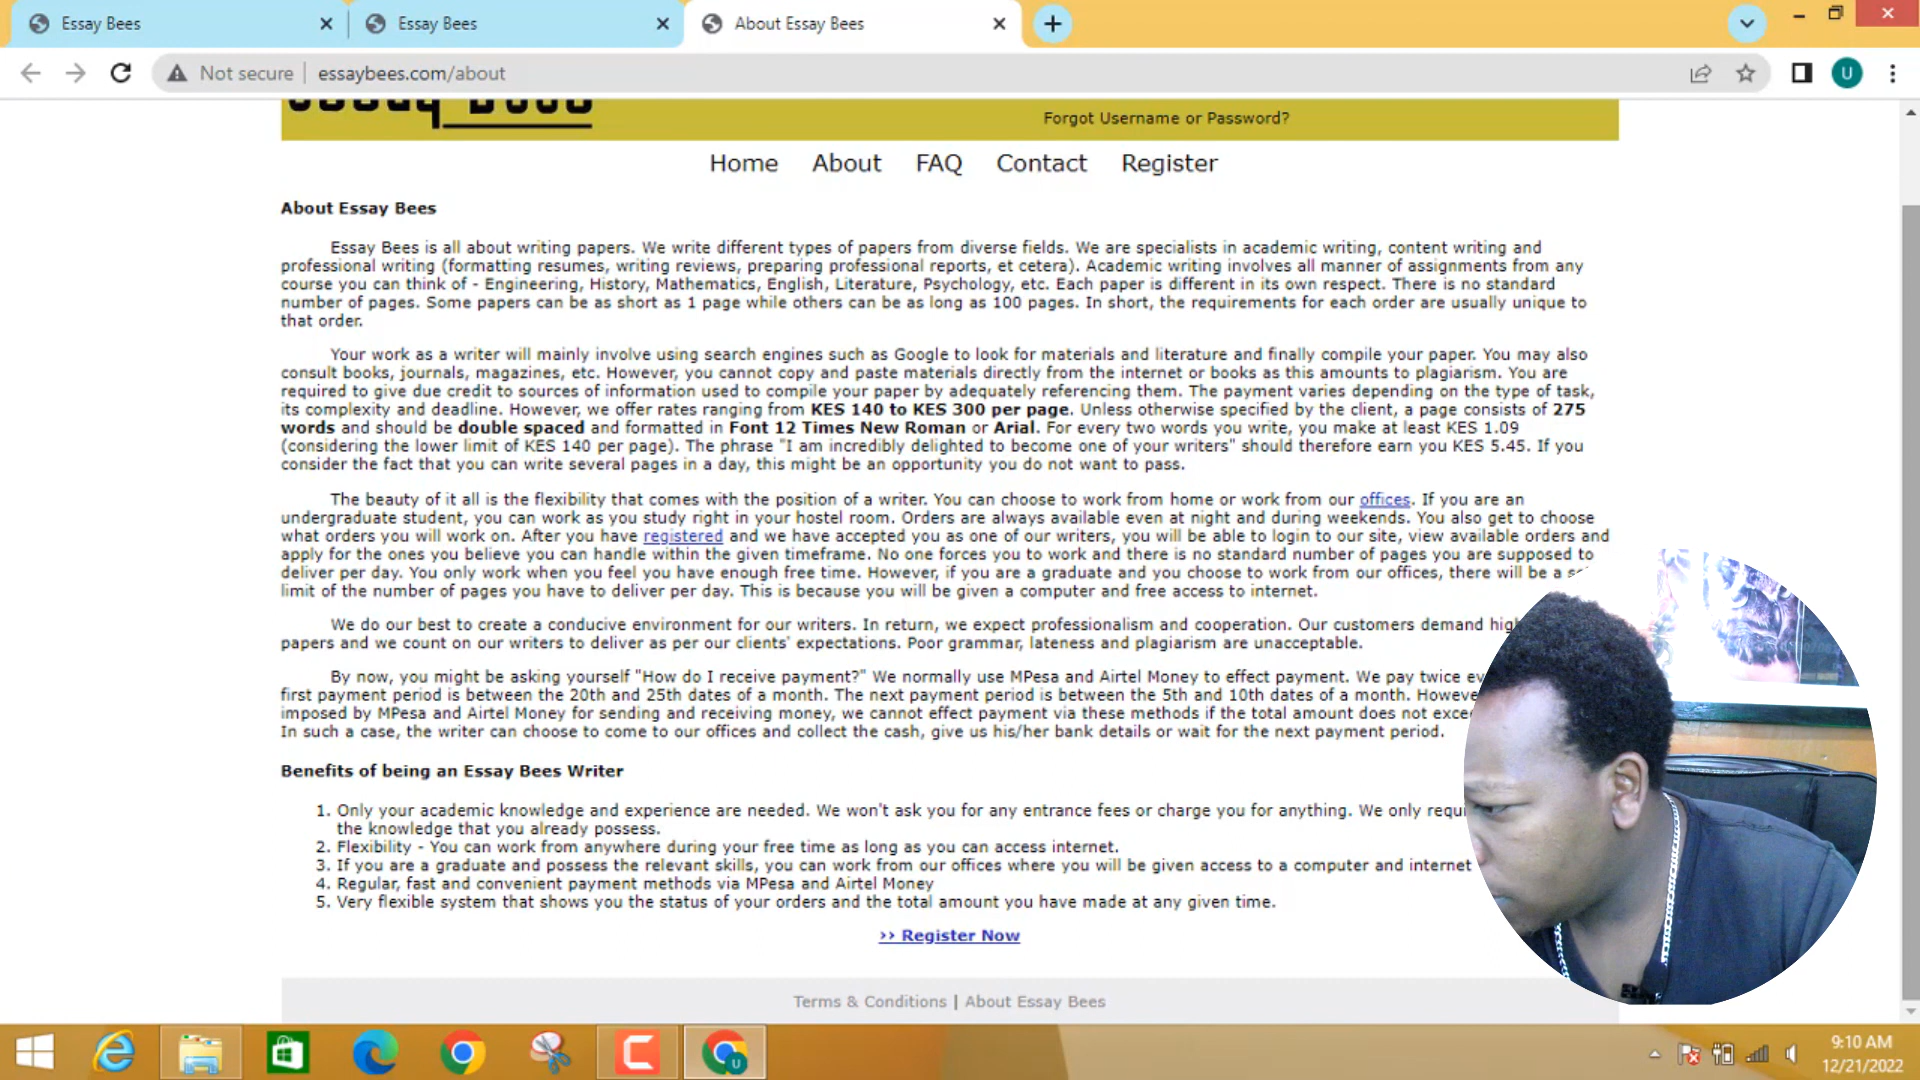 Essay Bees
Essay Bees
About Essay Bees
Not secure
essaybees.com/about
U
Forgot Username or Password?
Home About FAQ Contact Register
About Essay Bees
Essay Bees is all about writing papers. We write different types of papers from diverse fields. We are specialists in academic writing, content writing and
professional writing (formatting resumes, writing reviews, preparing professional reports, et cetera). Academic writing involves all manner of assignments from any
course you can think of - Engineering, History, Mathematics, English, Literature, Psychology, etc. Each paper is different in its own respect. There is no standard
number of pages. Some papers can be as short as 1 page while others can be as long as 100 pages. In short, the requirements for each order are usually unique to
that order.
Your work as a writer will mainly involve using search engines such as Google to look for materials and literature and finally compile your paper. You may also
consult books, journals, magazines, etc. However, you cannot copy and paste materials directly from the internet or books as this amounts to plagiarism. You are
required to give due credit to sources of information used to compile your paper by adequately referencing them. The payment varies depending on the type of task,
its complexity and deadline. However, we offer rates ranging from KES 140 to KES 300 per page. Unless otherwise specified by the client, a page consists of 275
words and should be double spaced and formatted in Font 12 Times New Roman or Arial. For every two words you write, you make at least KES 1.09
(considering the lower limit of KES 140 per page). The phrase "I am incredibly delighted to become one of your writers" should therefore earn you KES 5.45. If you
consider the fact that you can write several pages in a day, this might be an opportunity you do not want to pass.
The beauty of it all is the flexibility that comes with the position of a writer. You can choose to work from home or work from our offices. If you are an
undergraduate student, you can work as you study right in your hostel room. Orders are always available even at night and during weekends. You also get to choose
what orders you will work on. After you have registered and we have accepted you as one of our writers, you will be able to login to our site, view available orders and
apply for the ones you believe you can handle within the given timeframe. No one forces you to work and there is no standard number of pages you are supposed to
deliver per day. You only work when you feel you have enough free time. However, if you are a graduate and you choose to work from our offices, there will be a
limit of the number of pages you have to deliver per day. This is because you will be given a computer and free access to internet.
We do our best to create a conducive environment for our writers. In return, we expect professionalism and cooperation. Our customers demand
papers and we count on our writers to deliver as per our clients' expectations. Poor grammar, lateness and plagiarism are unacceptable.
By now, you might be asking yourself "How do I receive payment?" We normally use MPesa and Airtel Money to effect payment. We pay twice
first payment period is between the 20th and 25th dates of a month. The next payment period is between the 5th and 10th dates of a month.
imposed by MPesa and Airtel Money for sending and receiving money, we cannot effect payment via these methods if the total amount does not
In such a case, the writer can choose to come to our offices and collect the cash, give us his/her bank details or wait for the next payment period.
Benefits of being an Essay Bees Writer
1. Only your academic knowledge and experience are needed. We won't ask you for any entrance fees or charge you for anything. We only
the knowledge that you already possess.
2. Flexibility - You can work from anywhere during your free time as long as you can access internet.
3. If you are a graduate and possess the relevant skills, you can work from our offices where you will be given access to a computer and internet
4. Regular, fast and convenient payment methods via MPesa and Airtel Money
5. Very flexible system that shows you the status of your orders and the total amount you have made at any given time.
>> Register Now
Terms & Conditions | About Essay Bees
9:10 AM
12/21/2022